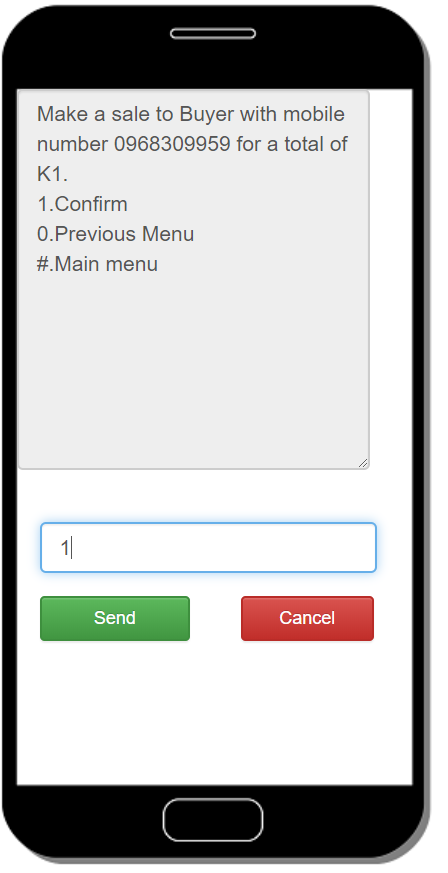 Make a sale to Buyer with mobile
number 0968309959 for a total of
K1.
1.Confirm
0.Previous Menu
#.Main menu
1
Send
Cancel